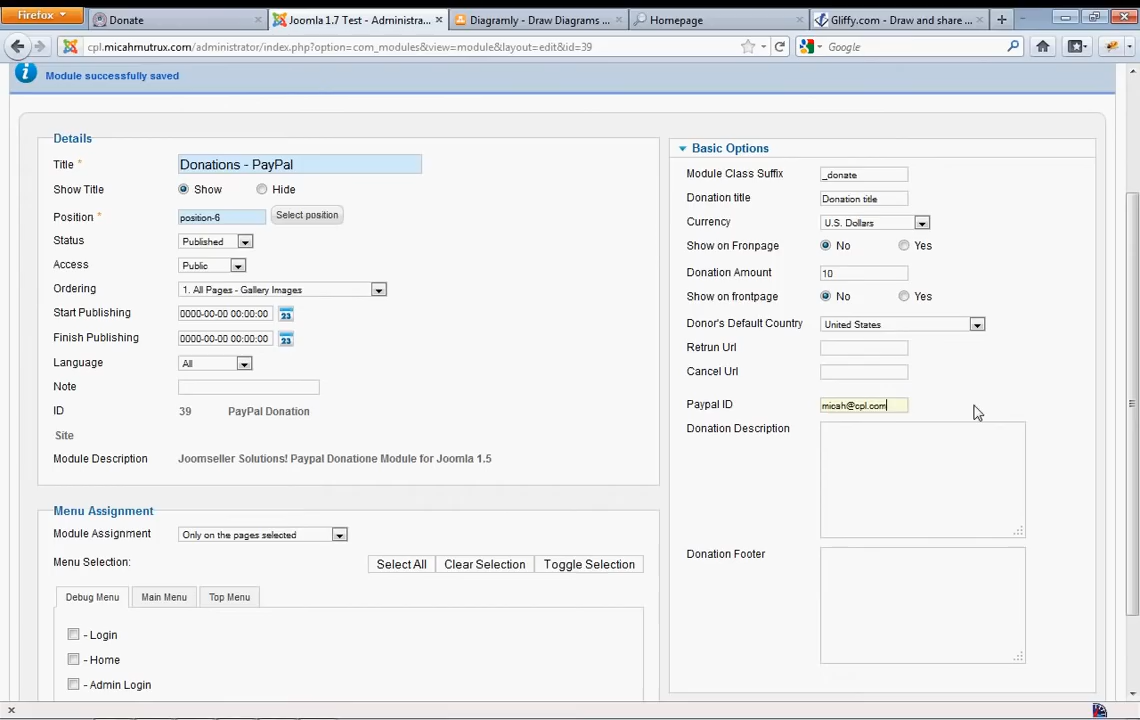 Firefox
Donate
Joomla 1.7 Test - Administra...
Diagramly - Draw Diagrams ...
Homepage
Gliffy.com - Draw and share ...
cpl.micahmutrux.com/administrator/index.php?option=com_modules&view=module&layout=edit&id=39
Google
Module successfully saved
Details
Title *
Donations - PayPal
Show Title
Show
Hide
Position *
position-6
Select position
Status
Published
Access
Public
Ordering
1. All Pages - Gallery Images
Start Publishing
0000-00-00 00:00:00
23
Finish Publishing
0000-00-00 00:00:00
23
Language
All
Note
ID
39
PayPal Donation
Site
Module Description
Joomseller Solutions! Paypal Donatione Module for Joomla 1.5
Menu Assignment
Module Assignment
Only on the pages selected
Menu Selection:
Select All
Clear Selection
Toggle Selection
Debug Menu
Main Menu
Top Menu
- Login
- Home
- Admin Login
Basic Options
Module Class Suffix
_donate
Donation title
Donation title
Currency
U.S. Dollars
Show on Fronpage
No
Yes
Donation Amount
10
Show on frontpage
No
Yes
Donor's Default Country
United States
Retrun Url
Cancel Url
Paypal ID
micah@cpl.com
Donation Description
Donation Footer